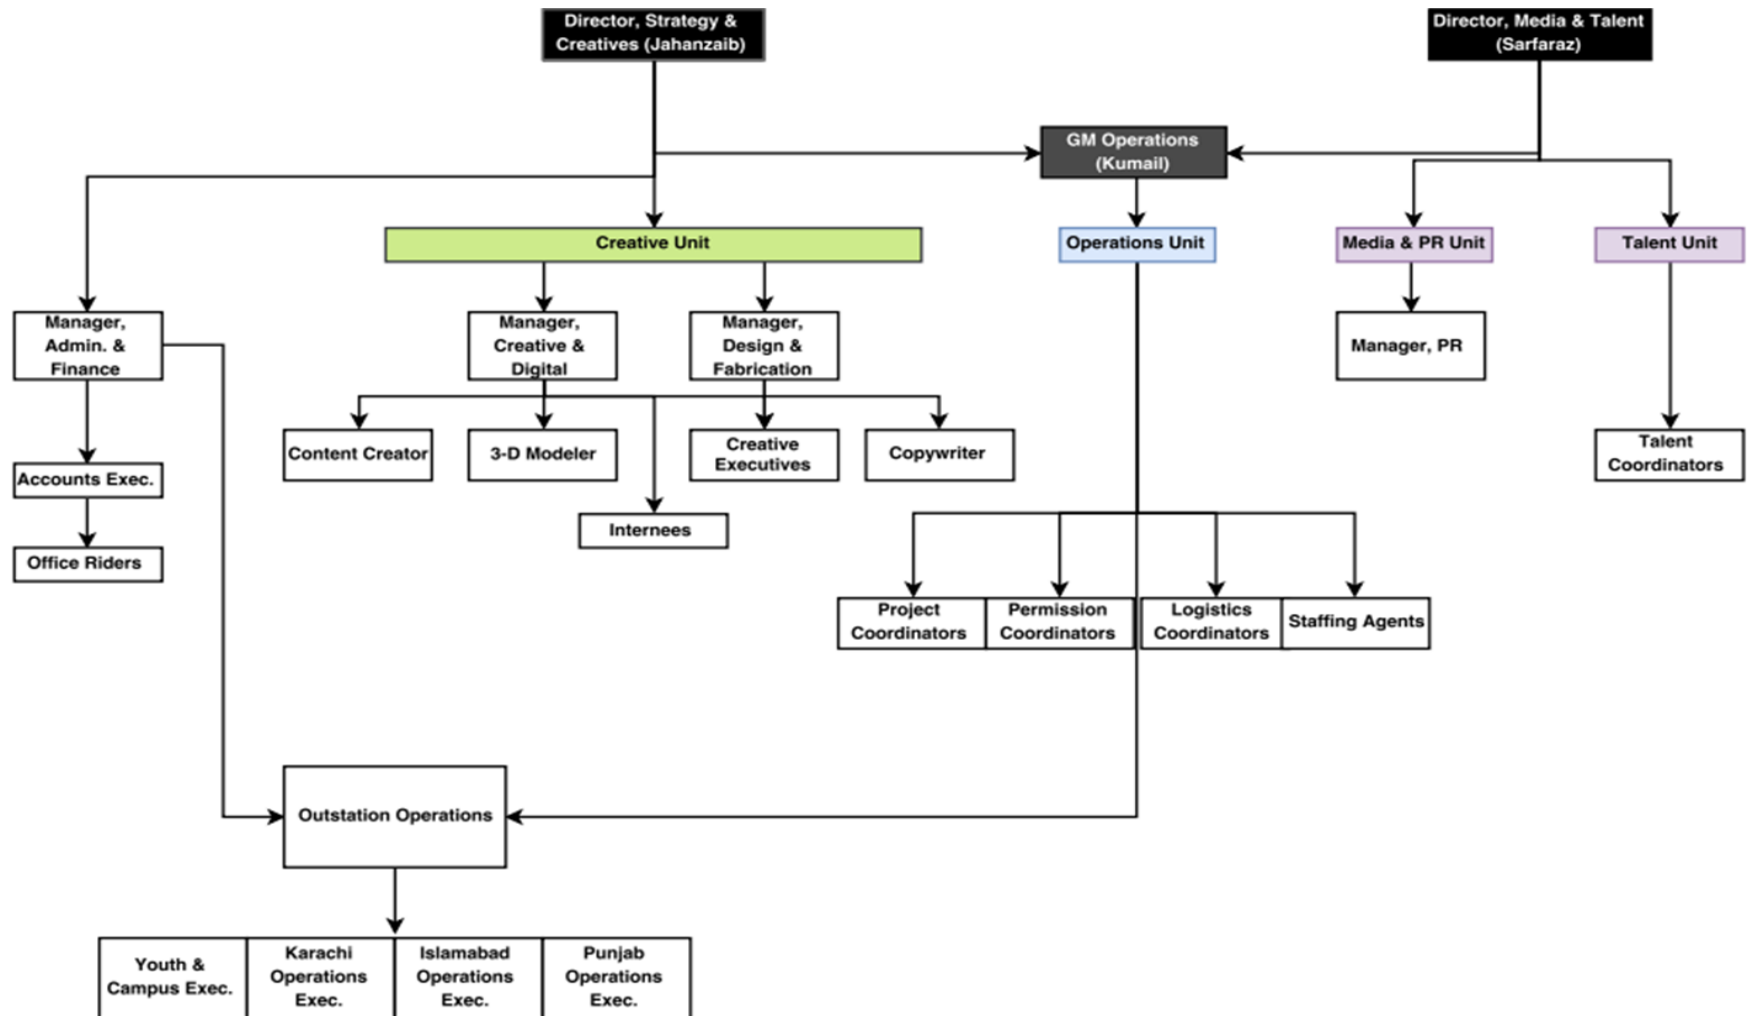 Director, Strategy &
Creatives (Jahanzaib)
Director, Media & Talent
(Sarfaraz)
GM Operations
(Kumail)
Creative Unit
Operations Unit
Media & PR Unit
Talent Unit
Manager,
Admin. &
Finance
Manager,
Creative &
Digital
Manager,
Design &
Fabrication
Manager, PR
Content Creator
3-D Modeler
Creative
Executives
Copywriter
Talent
Coordinators
Accounts Exec.
Internees
Office Riders
Project
Coordinators
Permission
Coordinators
Logistics
Coordinators
Staffing Agents
Outstation Operations
Youth &
Campus Exec.
Karachi
Operations
Exec.
Islamabad
Operations
Exec.
Punjab
Operations
Exec.